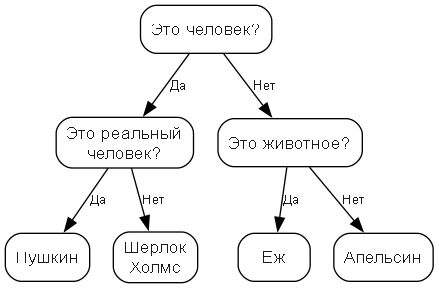 Это человек?
Да
Нет
Это реальный
человек?
Это животное?
Да
Нет
Да
Нет
Пушкин
Шерлок
Холмс
Еж
Апельсин